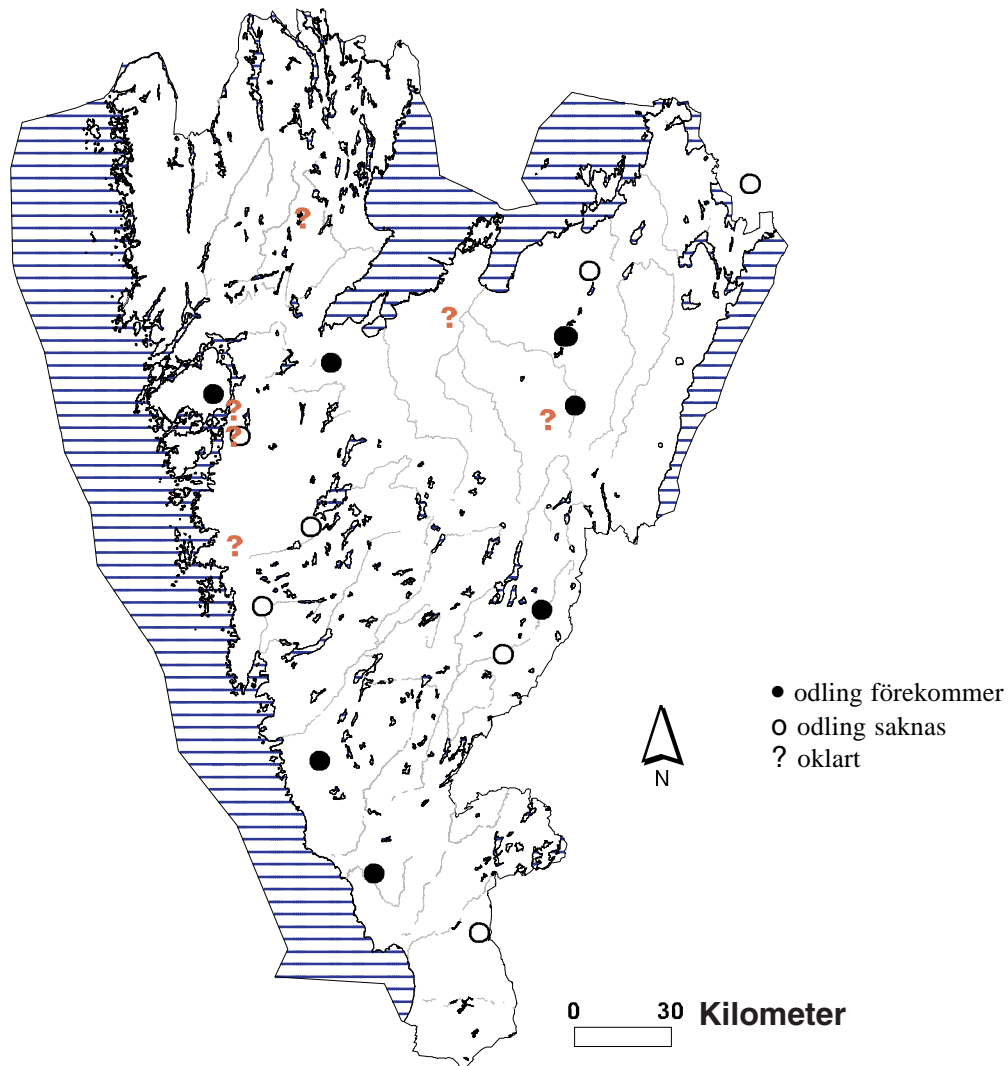 ?
?
?
?
?
?
● odling förekommer
o odling saknas
? oklart
N
0 30 Kilometer